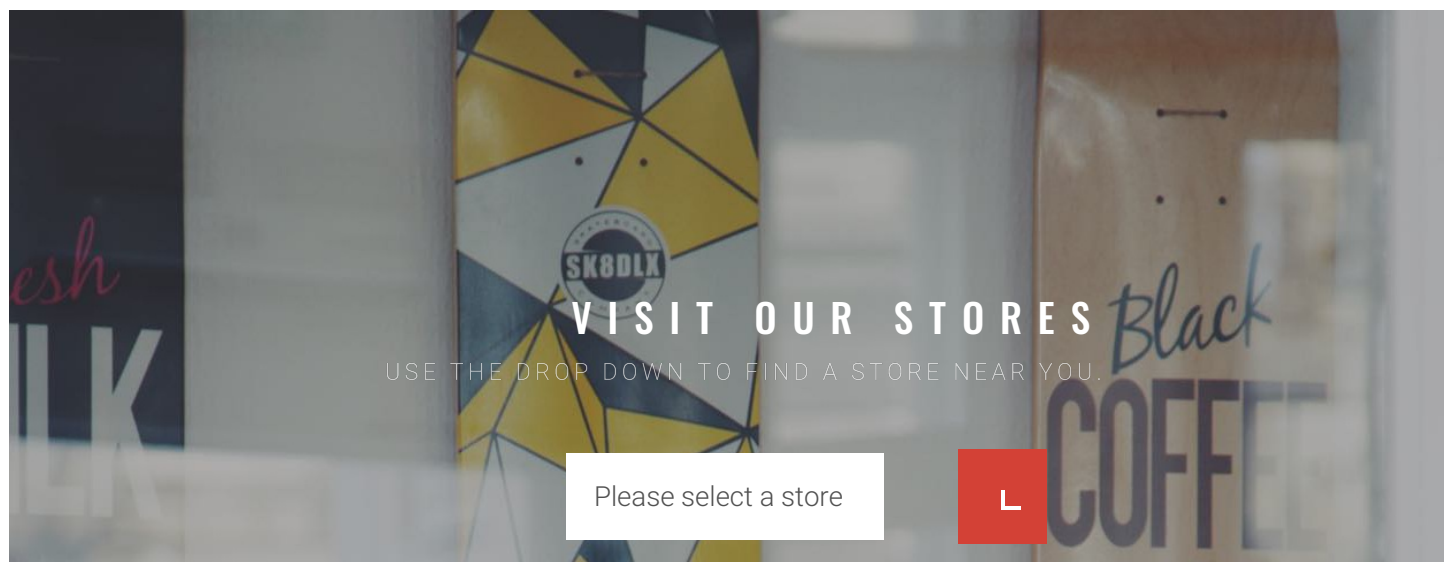 esh
ILK
SK8DLX
VISIT OUR STORES
Black
USE THE DROP DOWN TO FIND A STORE NEAR YOU.
COFFEE
Please select a store